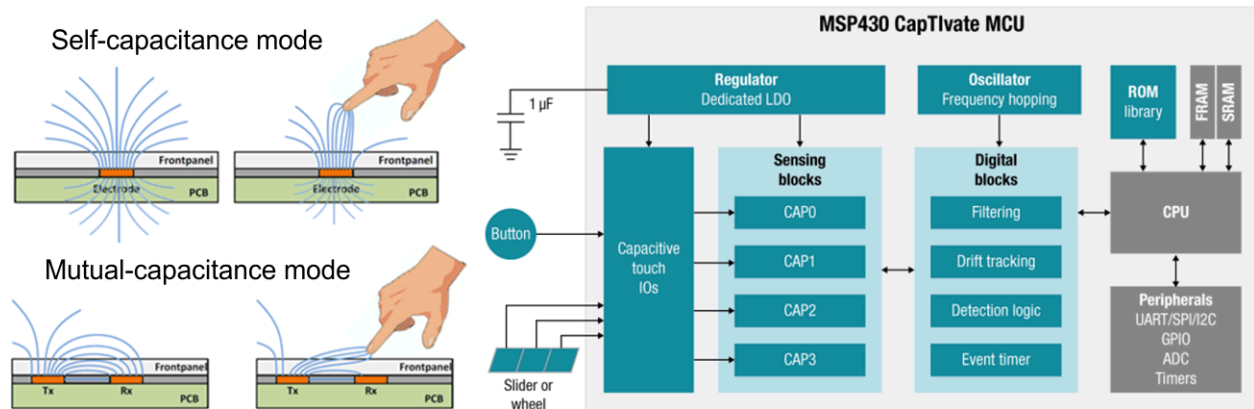 Self-capacitance mode
Frontpanel
Electrode
PCB
Frontpanel
Electrode
PCB
Mutual-capacitance mode
Frontpanel
Tx
Rx
PCB
Frontpanel
Tx
Rx
PCB
MSP430 CapTIvate MCU
1 µF
Regulator
Dedicated LDO
Oscillator
Frequency hopping
ROM
library
FRAM
SRAM
Button
Slider or
wheel
Capacitive
touch
IOs
Sensing
blocks
CAP0
CAP1
CAP2
CAP3
Digital
blocks
Filtering
Drift tracking
Detection logic
Event timer
CPU
Peripherals
UART/SPI/I2C
GPIO
ADC
Timers